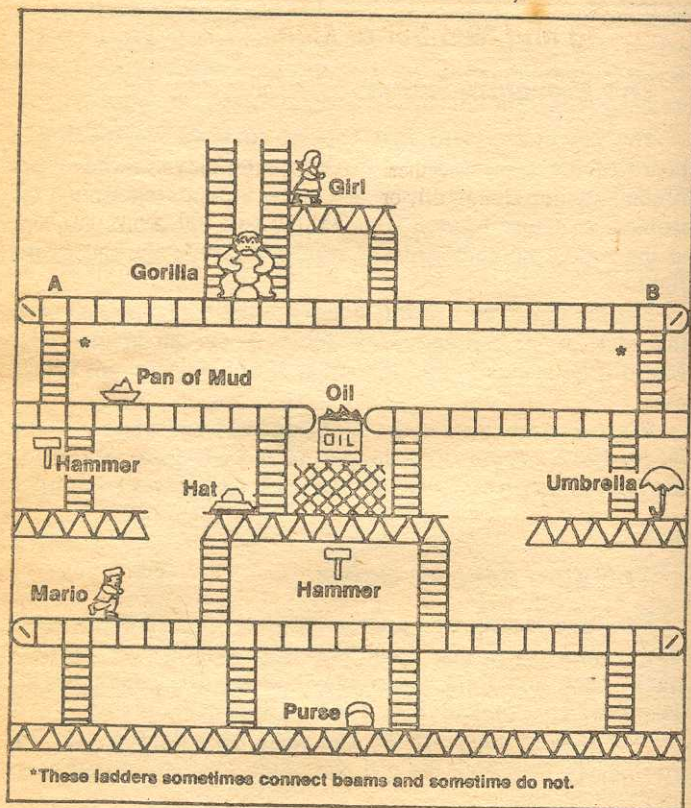 Girl
Gorilla
A
B
*
*
Pan of Mud
Oil
OIL
Hammer
Hat
Umbrella
Mario
Hammer
Purse
*These ladders sometimes connect beams and sometime do not.